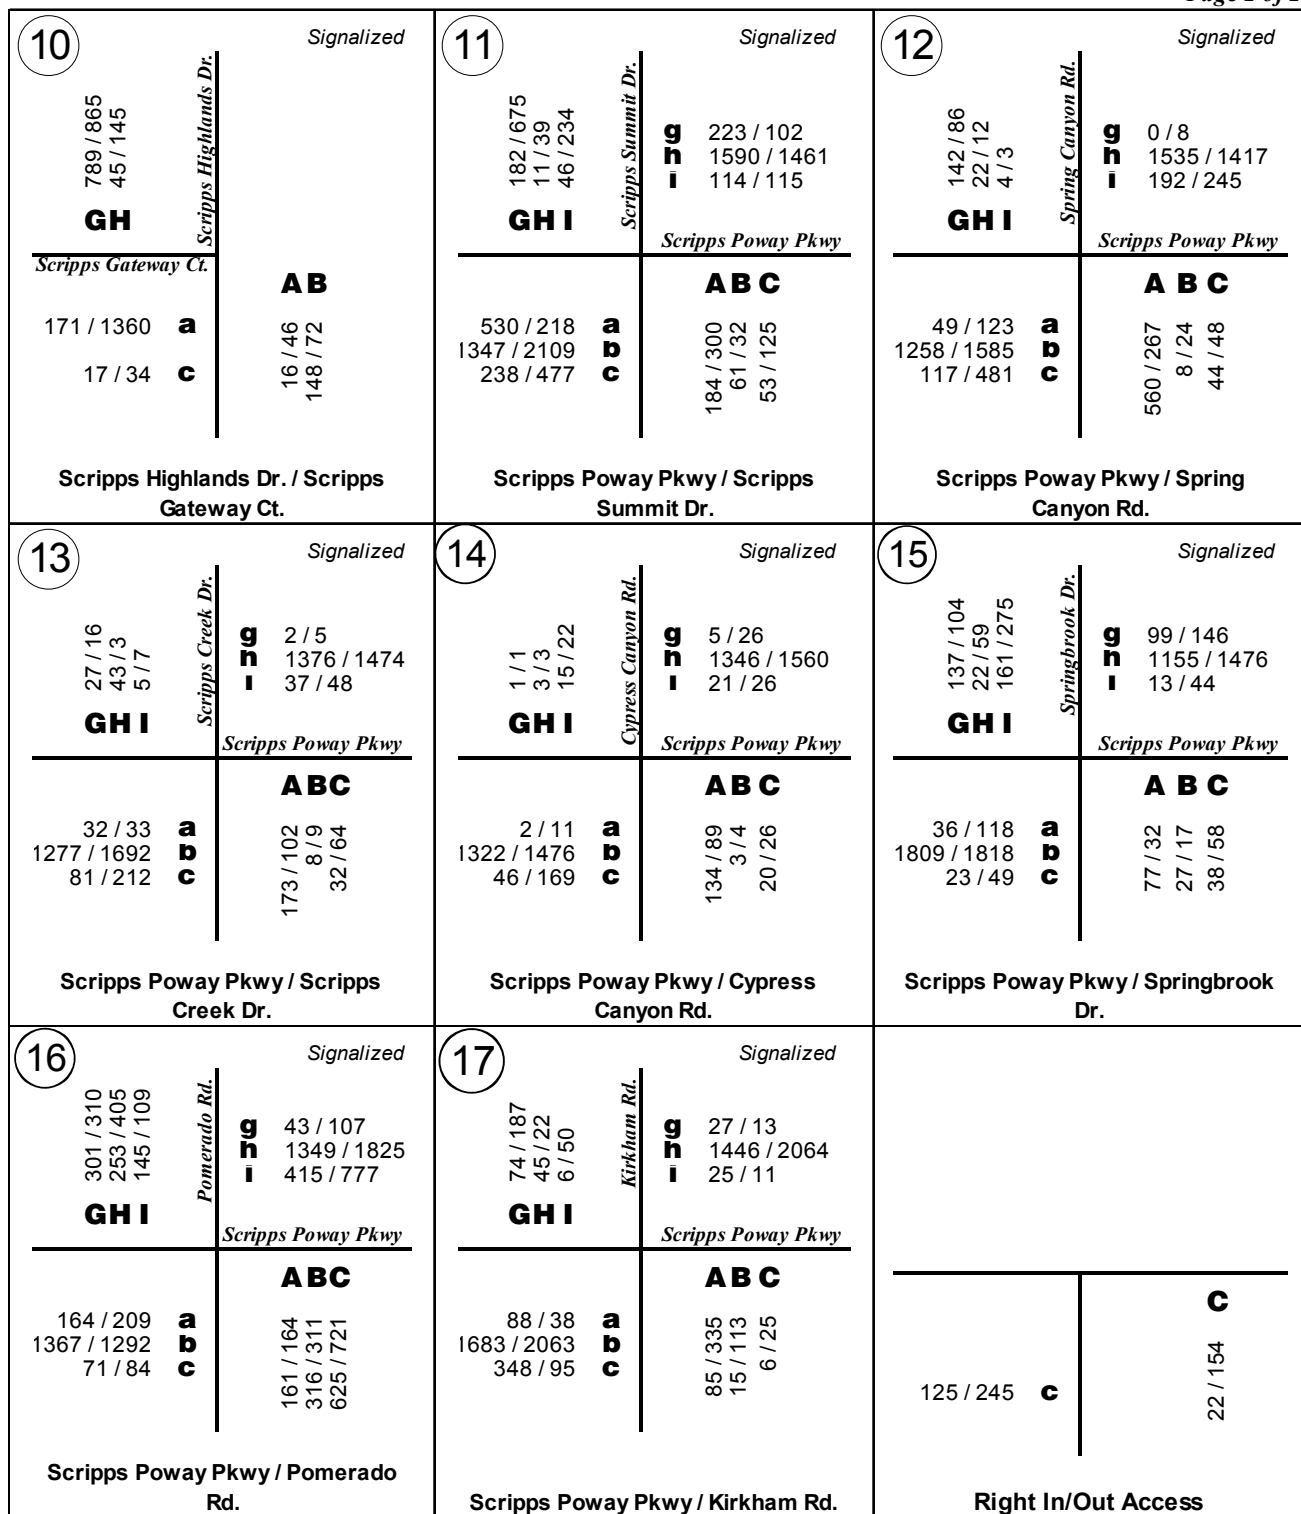 10
Signalized
789 / 865
45 / 145
Scripps Highlands Dr.
GH
Scripps Gateway Ct.
AB
171 / 1360 a
17 / 34 c
16 / 46
148 / 72
Scripps Highlands Dr. / Scripps
Gateway Ct.
11
Signalized
182 / 675
11 / 39
46 / 234
Scripps Summit Dr.
g 223 / 102
h 1590 / 1461
i 114 / 115
GH I
Scripps Poway Pkwy
AB C
530 / 218 a
1347 / 2109 b
238 / 477 c
184 / 300
61 / 32
53 / 125
Scripps Poway Pkwy / Scripps
Summit Dr.
12
Signalized
142 / 86
22 / 12
4 / 3
Spring Canyon Rd.
g 0 / 8
h 1535 / 1417
i 192 / 245
GH I
Scripps Poway Pkwy
A B C
49 / 123 a
1258 / 1585 b
117 / 481 c
560 / 267
8 / 24
44 / 48
Scripps Poway Pkwy / Spring
Canyon Rd.
13
Signalized
27 / 16
43 / 3
5 / 7
Scripps Creek Dr.
g 2 / 5
h 1376 / 1474
i 37 / 48
GH I
Scripps Poway Pkwy
ABC
32 / 33 a
1277 / 1692 b
81 / 212 c
173 / 102
8 / 9
32 / 64
Scripps Poway Pkwy / Scripps
Creek Dr.
14
Signalized
1 / 1
3 / 3
15 / 22
Cypress Canyon Rd.
g 5 / 26
h 1346 / 1560
i 21 / 26
GH I
Scripps Poway Pkwy
AB C
2 / 11 a
1322 / 1476 b
46 / 169 c
134 / 89
3 / 4
20 / 26
Scripps Poway Pkwy / Cypress
Canyon Rd.
15
Signalized
137 / 104
22 / 59
161 / 275
Springbrook Dr.
g 99 / 146
h 1155 / 1476
i 13 / 44
GH I
Scripps Poway Pkwy
A B C
36 / 118 a
1809 / 1818 b
23 / 49 c
77 / 32
27 / 17
38 / 58
Scripps Poway Pkwy / Springbrook
Dr.
16
Signalized
301 / 310
253 / 405
145 / 109
Pomerado Rd.
g 43 / 107
h 1349 / 1825
i 415 / 777
GH I
Scripps Poway Pkwy
ABC
164 / 209 a
1367 / 1292 b
71 / 84 c
161 / 164
316 / 311
625 / 721
Scripps Poway Pkwy / Pomerado
Rd.
17
Signalized
74 / 187
45 / 22
6 / 50
Kirkham Rd.
g 27 / 13
h 1446 / 2064
i 25 / 11
GH I
Scripps Poway Pkwy
AB C
88 / 38 a
1683 / 2063 b
348 / 95 c
85 / 335
15 / 113
6 / 25
Scripps Poway Pkwy / Kirkham Rd.
C
125 / 245 c
22 / 154
Right In/Out Access